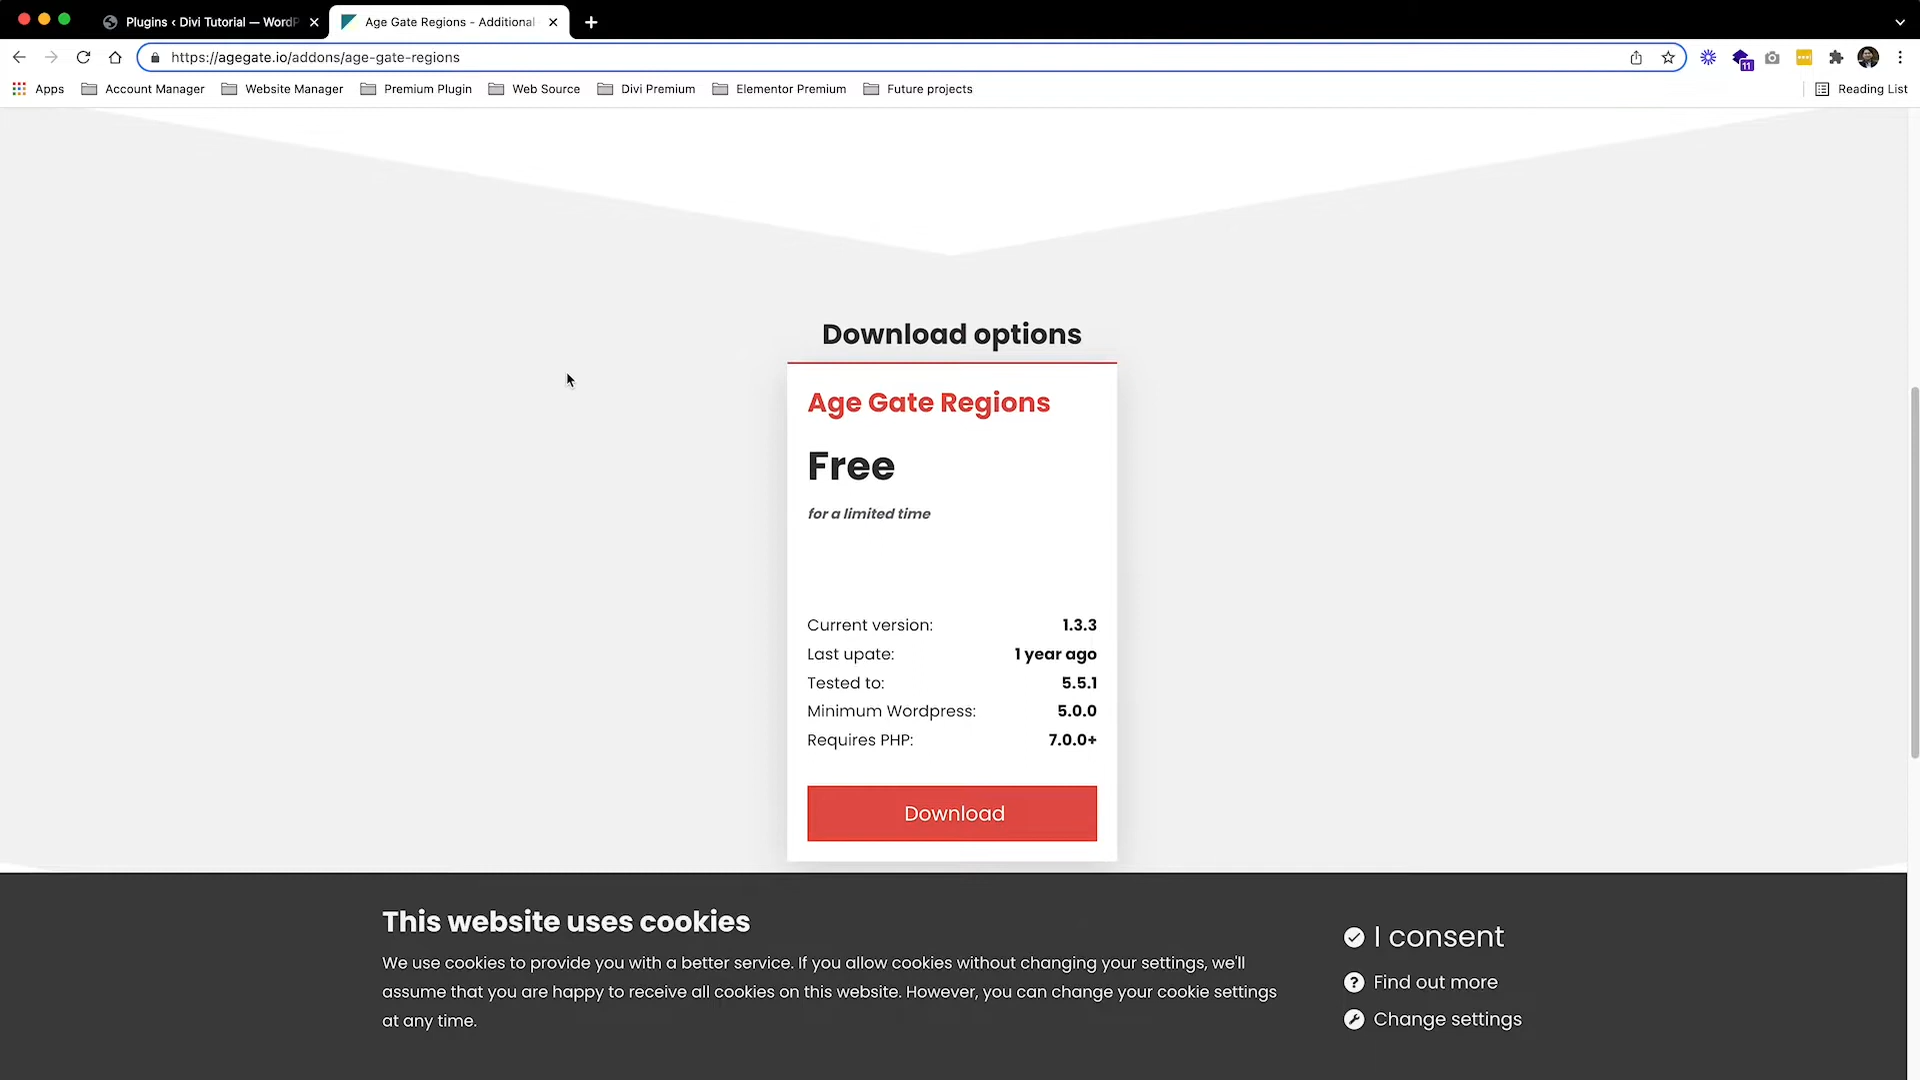 Plugins ‹ Divi Tutorial — WordP
Age Gate Regions - Additional
https://agegate.io/addons/age-gate-regions
11
Apps
Account Manager
Website Manager
Premium Plugin
Web Source
Divi Premium
Elementor Premium
Future projects
Reading List
Download options
Age Gate Regions
Free
for a limited time
Current version: 1.3.3
Last upate: 1 year ago
Tested to: 5.5.1
Minimum Wordpress: 5.0.0
Requires PHP: 7.0.0+
Download
This website uses cookies
We use cookies to provide you with a better service. If you allow cookies without changing your settings, we'll
assume that you are happy to receive all cookies on this website. However, you can change your cookie settings
at any time.
I consent
Find out more
Change settings